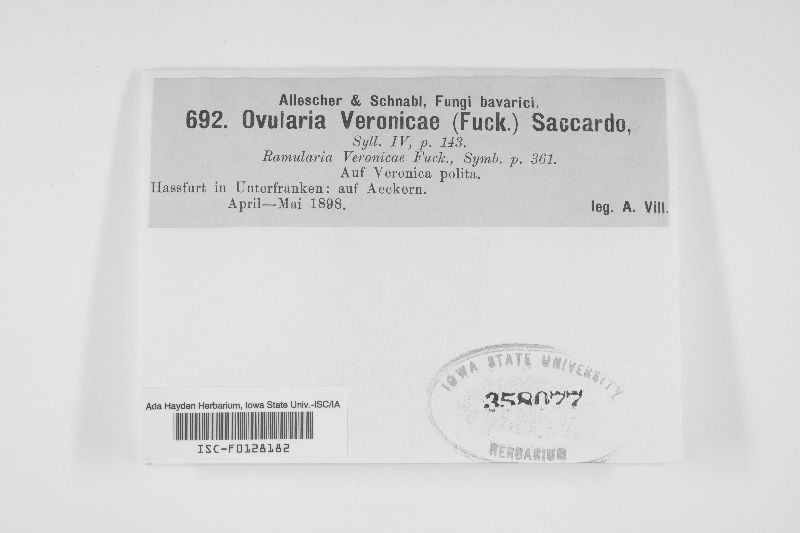 Allescher & Schnabl, Fungi bavarici.
692. Ovularia Veronicae (Fuck.) Saccardo,
Syll. IV, p. 143.
Ramularia Veronicae Fuck., Symb. p. 361.
Auf Veronica polita.
Hassfurt in Unterfranken: auf Aeckern.
April—Mai 1898.
leg. A. Vill.
IOWA STATE UNIVERSITY
358077
HERBARIUM
Ada Hayden Herbarium, Iowa State Univ.-ISC/IA
ISC-F0128182